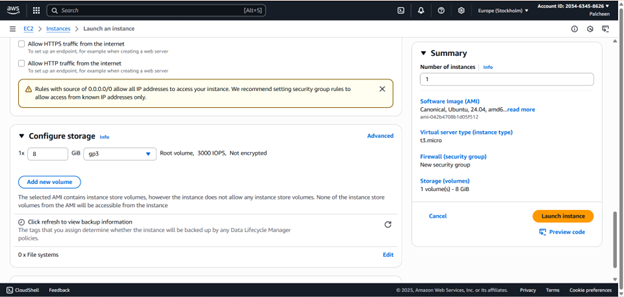 aws
Search
[Alt+S]
Europe (Stockholm)
Account ID: 2034-6345-8626
Paicheen
EC2 > Instances > Launch an instance
Allow HTTPS traffic from the internet
To set up an endpoint, for example when creating a web server
Allow HTTP traffic from the internet
To set up an endpoint, for example when creating a web server
Rules with source of 0.0.0.0/0 allow all IP addresses to access your instance. We recommend setting security group rules to
allow access from known IP addresses only.
Configure storage Info
Advanced
1x 8 GiB gp3 Root volume, 3000 IOPS, Not encrypted
Add new volume
The selected AMI contains instance store volumes, however the instance does not allow any instance store volumes. None of the instance store
volumes from the AMI will be accessible from the instance
Click refresh to view backup information
The tags that you assign determine whether the instance will be backed up by any Data Lifecycle Manager
policies.
0 x File systems
Edit
Summary
Number of instances Info
1
Software Image (AMI)
Canonical, Ubuntu, 24.04, amd6...read more
ami-042b4708b1d05f512
Virtual server type (instance type)
t3.micro
Firewall (security group)
New security group
Storage (volumes)
1 volume(s) - 8 GiB
Cancel
Launch instance
Preview code
CloudShell
Feedback
© 2025, Amazon Web Services, Inc. or its affiliates.
Privacy
Terms
Cookie preferences